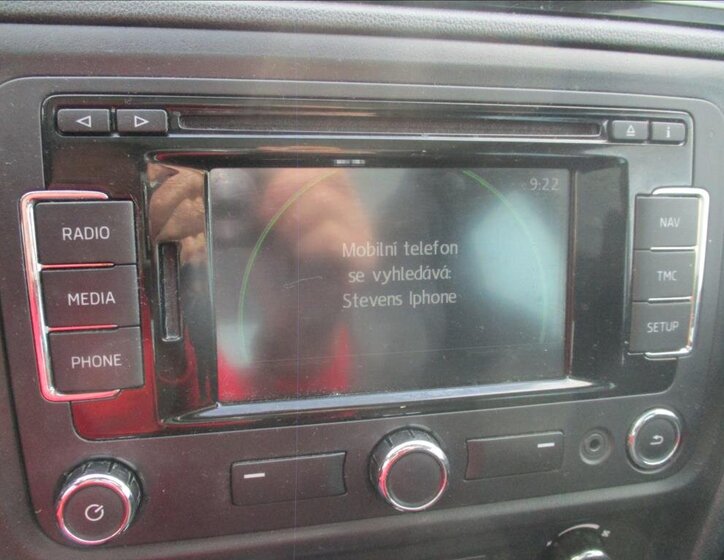 9:22
RADIO
MEDIA
PHONE
Mobilní telefon
se vyhledává:
Stevens Iphone
NAV
TMC
SETUP
i